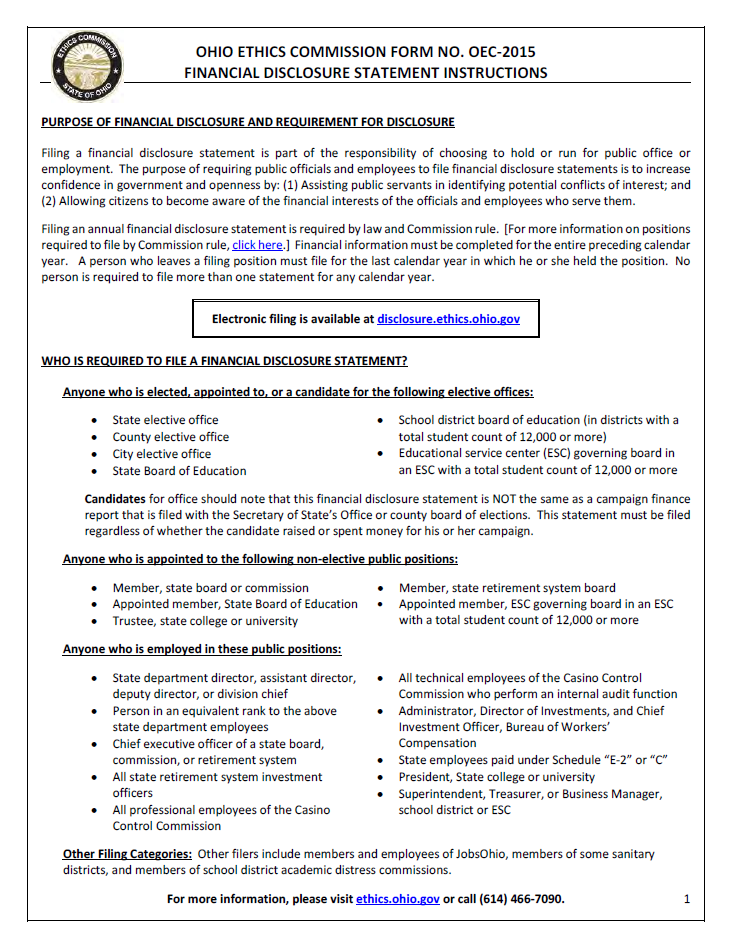 ETHICS COMMISSION
STATE OF OHIO
OHIO ETHICS COMMISSION FORM NO. OEC-2015
FINANCIAL DISCLOSURE STATEMENT INSTRUCTIONS
PURPOSE OF FINANCIAL DISCLOSURE AND REQUIREMENT FOR DISCLOSURE
Filing a financial disclosure statement is part of the responsibility of choosing to hold or run for public office or
employment. The purpose of requiring public officials and employees to file financial disclosure statements is to increase
confidence in government and openness by: (1) Assisting public servants in identifying potential conflicts of interest; and
(2) Allowing citizens to become aware of the financial interests of the officials and employees who serve them.
Filing an annual financial disclosure statement is required by law and Commission rule. [For more information on positions
required to file by Commission rule, click here.] Financial information must be completed for the entire preceding calendar
year. A person who leaves a filing position must file for the last calendar year in which he or she held the position. No
person is required to file more than one statement for any calendar year.
Electronic filing is available at disclosure.ethics.ohio.gov
WHO IS REQUIRED TO FILE A FINANCIAL DISCLOSURE STATEMENT?
Anyone who is elected, appointed to, or a candidate for the following elective offices:
• State elective office
• County elective office
• City elective office
• State Board of Education
• School district board of education (in districts with a
total student count of 12,000 or more)
• Educational service center (ESC) governing board in
an ESC with a total student count of 12,000 or more
Candidates for office should note that this financial disclosure statement is NOT the same as a campaign finance
report that is filed with the Secretary of State's Office or county board of elections. This statement must be filed
regardless of whether the candidate raised or spent money for his or her campaign.
Anyone who is appointed to the following non-elective public positions:
• Member, state board or commission
• Appointed member, State Board of Education
• Trustee, state college or university
• Member, state retirement system board
• Appointed member, ESC governing board in an ESC
with a total student count of 12,000 or more
Anyone who is employed in these public positions:
• State department director, assistant director,
deputy director, or division chief
• Person in an equivalent rank to the above
state department employees
• Chief executive officer of a state board,
commission, or retirement system
• All state retirement system investment
officers
• All professional employees of the Casino
Control Commission
• All technical employees of the Casino Control
Commission who perform an internal audit function
• Administrator, Director of Investments, and Chief
Investment Officer, Bureau of Workers'
Compensation
• State employees paid under Schedule "E-2" or "C"
• President, State college or university
• Superintendent, Treasurer, or Business Manager,
school district or ESC
Other Filing Categories: Other filers include members and employees of JobsOhio, members of some sanitary
districts, and members of school district academic distress commissions.
For more information, please visit ethics.ohio.gov or call (614) 466-7090.
1